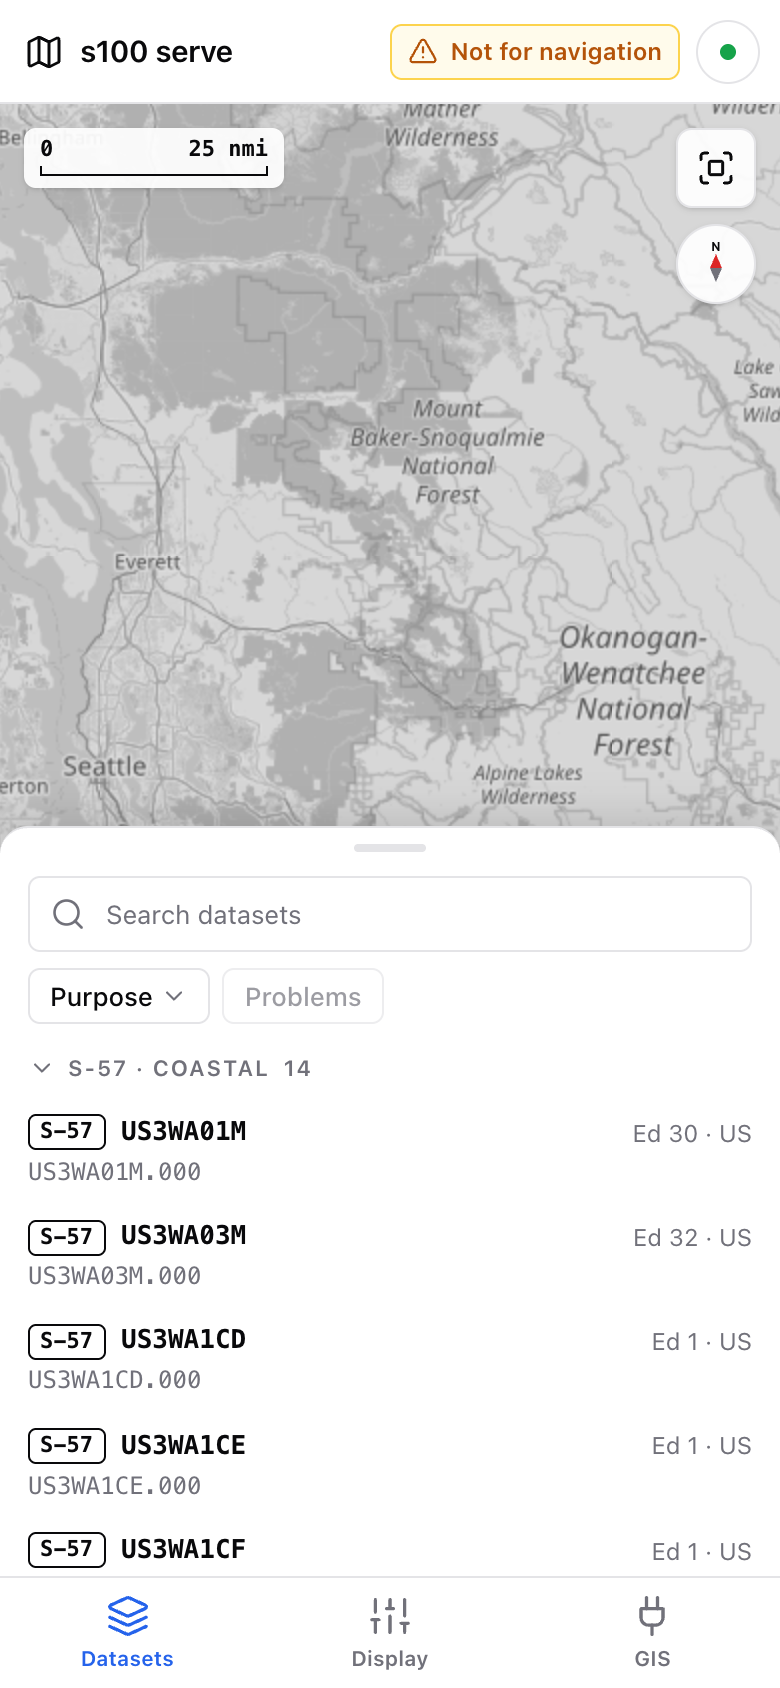 s100 serve
Not for navigation
Mather
Wilderness
Bellingham
0 25 nmi
N
Lake
Mount
Baker-Snoqualmie
National
Forest
Everett
Okanogan-
Wenatchee
National
Forest
Seattle
erton
Alpine Lakes
Wilderness
Search datasets
Purpose
Problems
S-57 · COASTAL 14
S-57 US3WA01M Ed 30 · US
US3WA01M.000
S-57 US3WA03M Ed 32 · US
US3WA03M.000
S-57 US3WA1CD Ed 1 · US
US3WA1CD.000
S-57 US3WA1CE Ed 1 · US
US3WA1CE.000
S-57 US3WA1CF Ed 1 · US
Datasets
Display
GIS